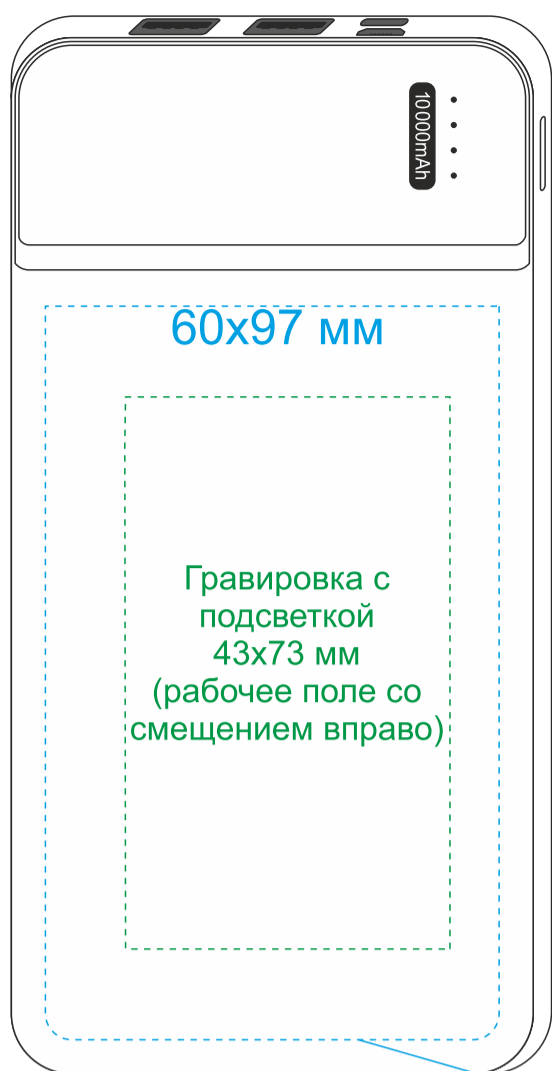 10000mAh
60x97 мм
Гравировка с
подсветкой
43x73 мм
(рабочее поле со
смещением вправо)